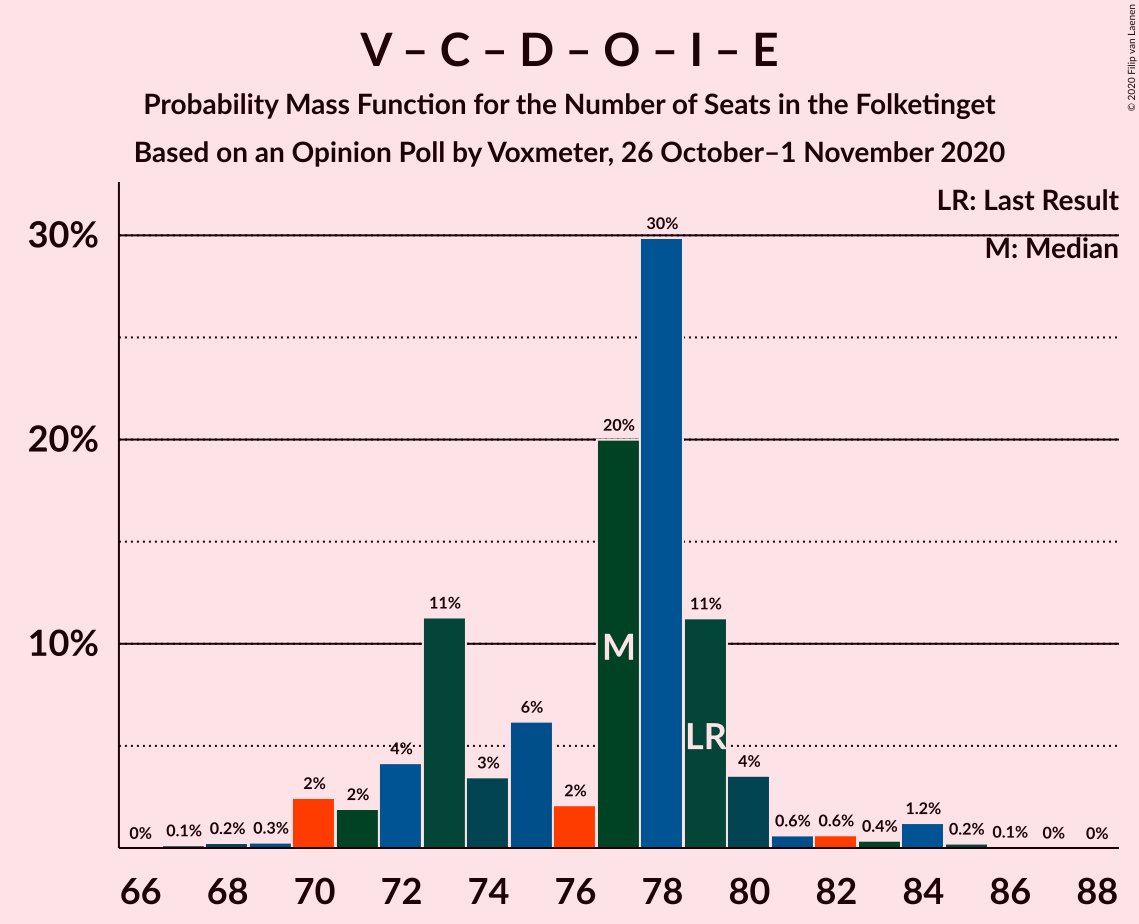 V – C – D – O – I – E
Probability Mass Function for the Number of Seats in the Folketinget
Based on an Opinion Poll by Voxmeter, 26 October–1 November 2020
© 2020 Filip van Laenen
LR: Last Result
M: Median
30%
20%
10%
0%
0.1%
0.2%
0.3%
2%
2%
4%
11%
3%
6%
2%
20%
30%
11%
4%
0.6%
0.6%
0.4%
1.2%
0.2%
0.1%
0%
0%
M
LR
66 68 70 72 74 76 78 80 82 84 86 88